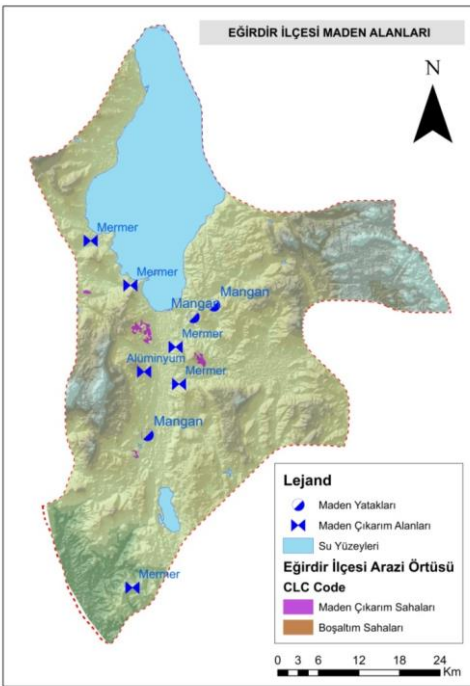 EĞİRDİR İLÇESİ MADEN ALANLARI
N
Mermer
Mermer
Mangan
Mangan
Mermer
Alüminyum
Mermer
Mangan
Mermer
Lejand
Maden Yatakları
Maden Çıkarım Alanları
Su Yüzeyleri
Eğirdir İlçesi Arazi Örtüsü
CLC Code
Maden Çıkarım Sahaları
Boşaltım Sahaları
0 3 6 12 18 24
Km